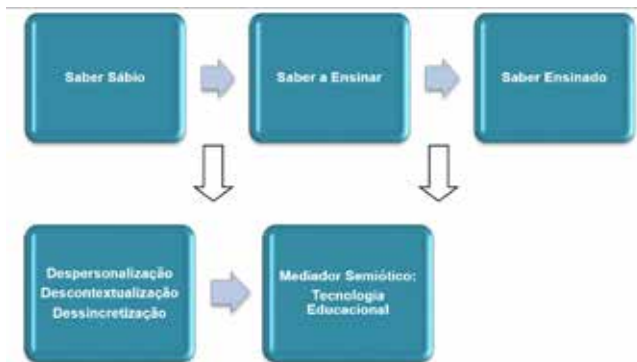 Saber Sábio
Saber a Ensinar
Saber Ensinado
Despersonalização
Descontextualização
Dessincretização
Mediador Semiótico:
Tecnologia
Educacional